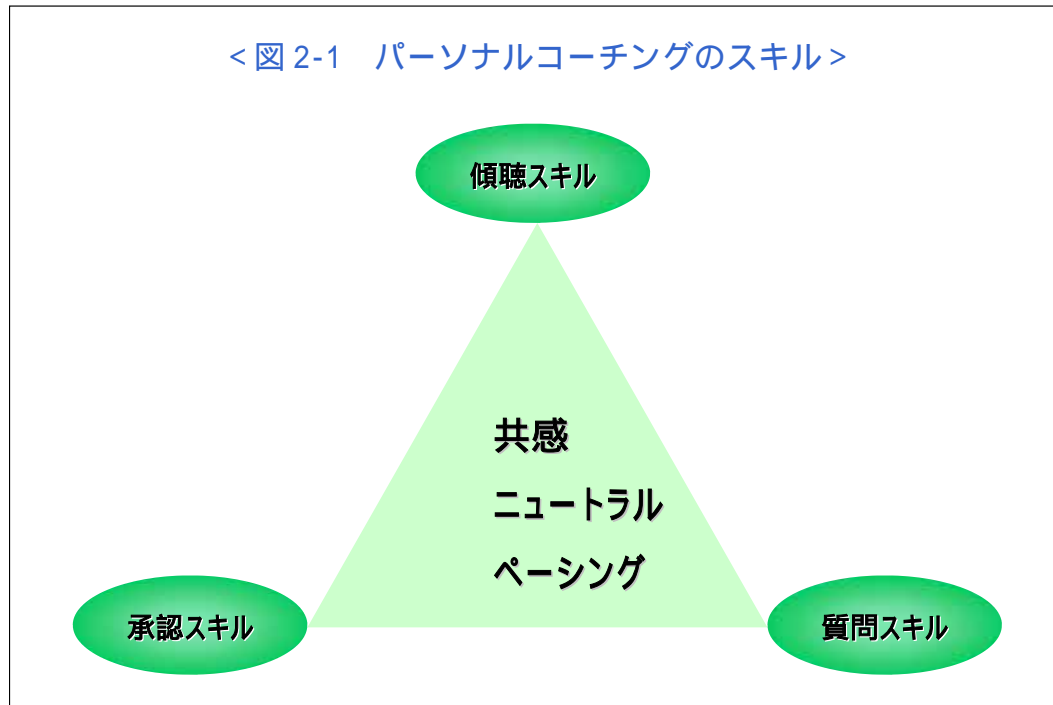 <図 2-1　パーソナルコーチングのスキル>
傾聴スキル
共感
ニュートラル
ペーシング
承認スキル
質問スキル